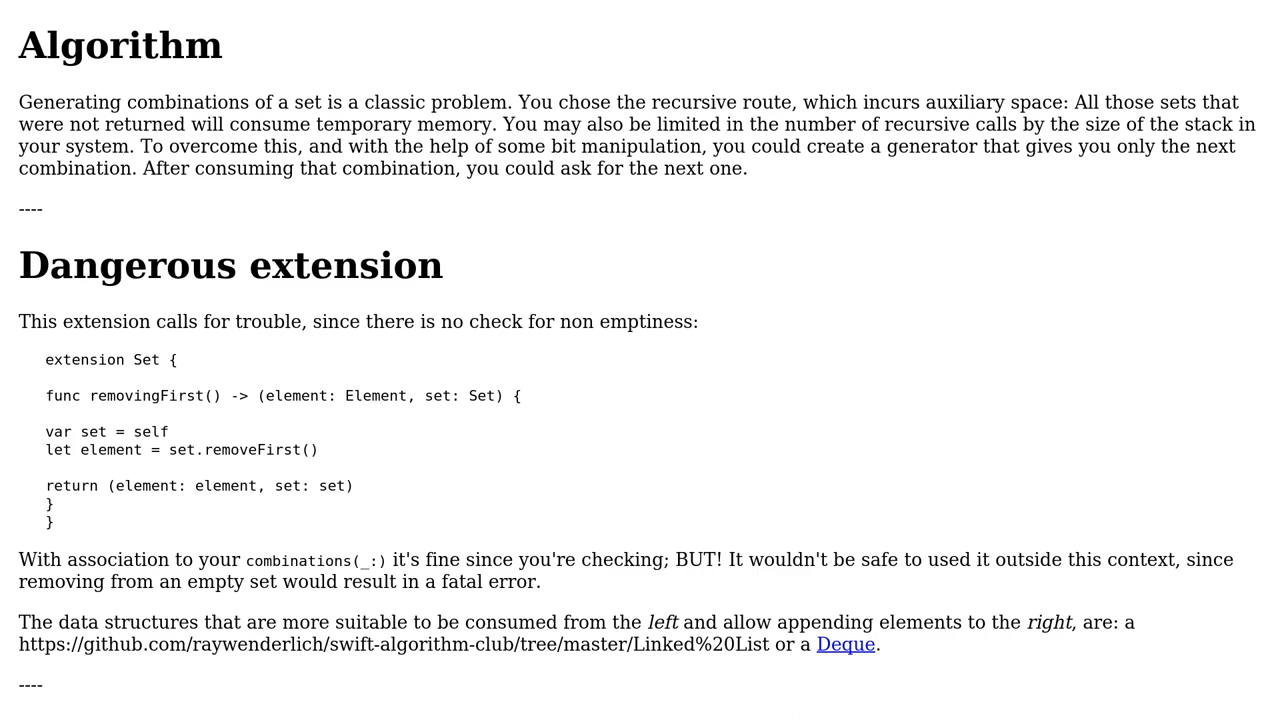 Algorithm
Generating combinations of a set is a classic problem. You chose the recursive route, which incurs auxiliary space: All those sets that
were not returned will consume temporary memory. You may also be limited in the number of recursive calls by the size of the stack in
your system. To overcome this, and with the help of some bit manipulation, you could create a generator that gives you only the next
combination. After consuming that combination, you could ask for the next one.
----
Dangerous extension
This extension calls for trouble, since there is no check for non emptiness:
extension Set {
func removingFirst() -> (element: Element, set: Set) {
var set = self
let element = set.removeFirst()
return (element: element, set: set)
}
}
With association to your combinations(_:) it's fine since you're checking; BUT! It wouldn't be safe to used it outside this context, since
removing from an empty set would result in a fatal error.
The data structures that are more suitable to be consumed from the left and allow appending elements to the right, are: a
https://github.com/raywenderlich/swift-algorithm-club/tree/master/Linked%20List or a Deque.
----